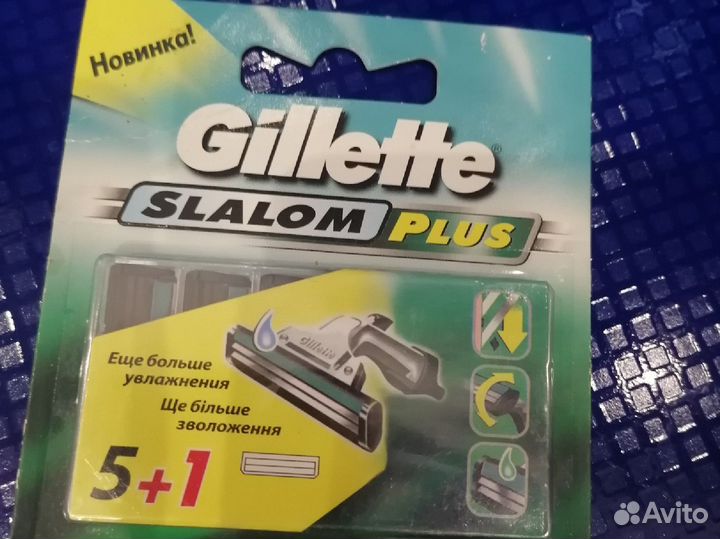 Новинка!
Gillette®
SLALOM PLUS
Gillette
Еще больше
увлажнения
Ще більше
зволоження
5+1
Avito